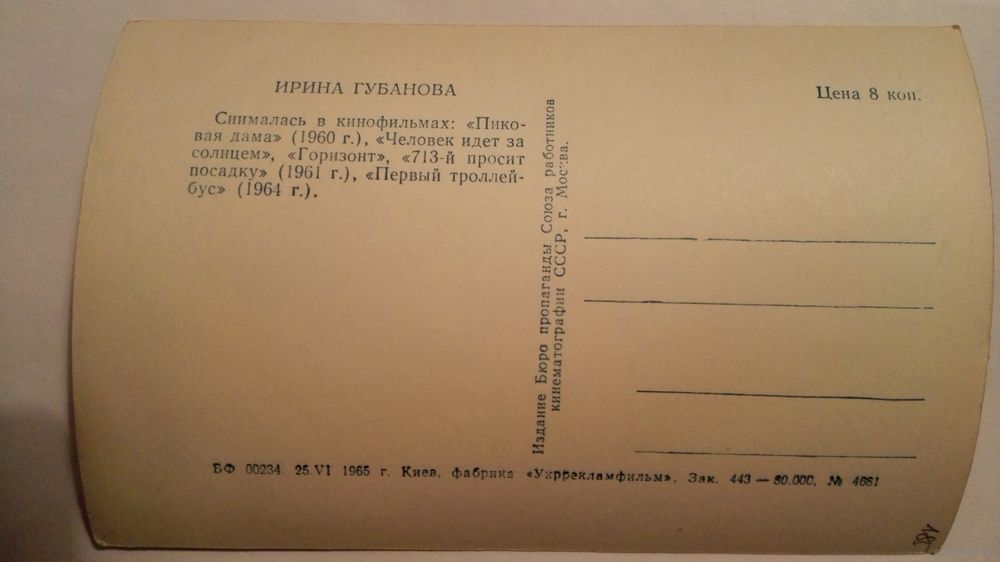 ИРИНА ГУБАНОВА
Снималась в кинофильмах: «Пико-
вая дама» (1960 г.), «Человек идет за
солнцем», «Горизонт», «713-й просит
посадку» (1961 г.), «Первый троллей-
бус» (1964 г.).
Издание Бюро пропаганды Союза работников
кинематографии СССР, г. Москва.
Цена 8 коп.
БФ 00234. 25.VI 1965 г. Киев, фабрика «Укррекламфильм». Зак. 443 — 80.000. № 4681